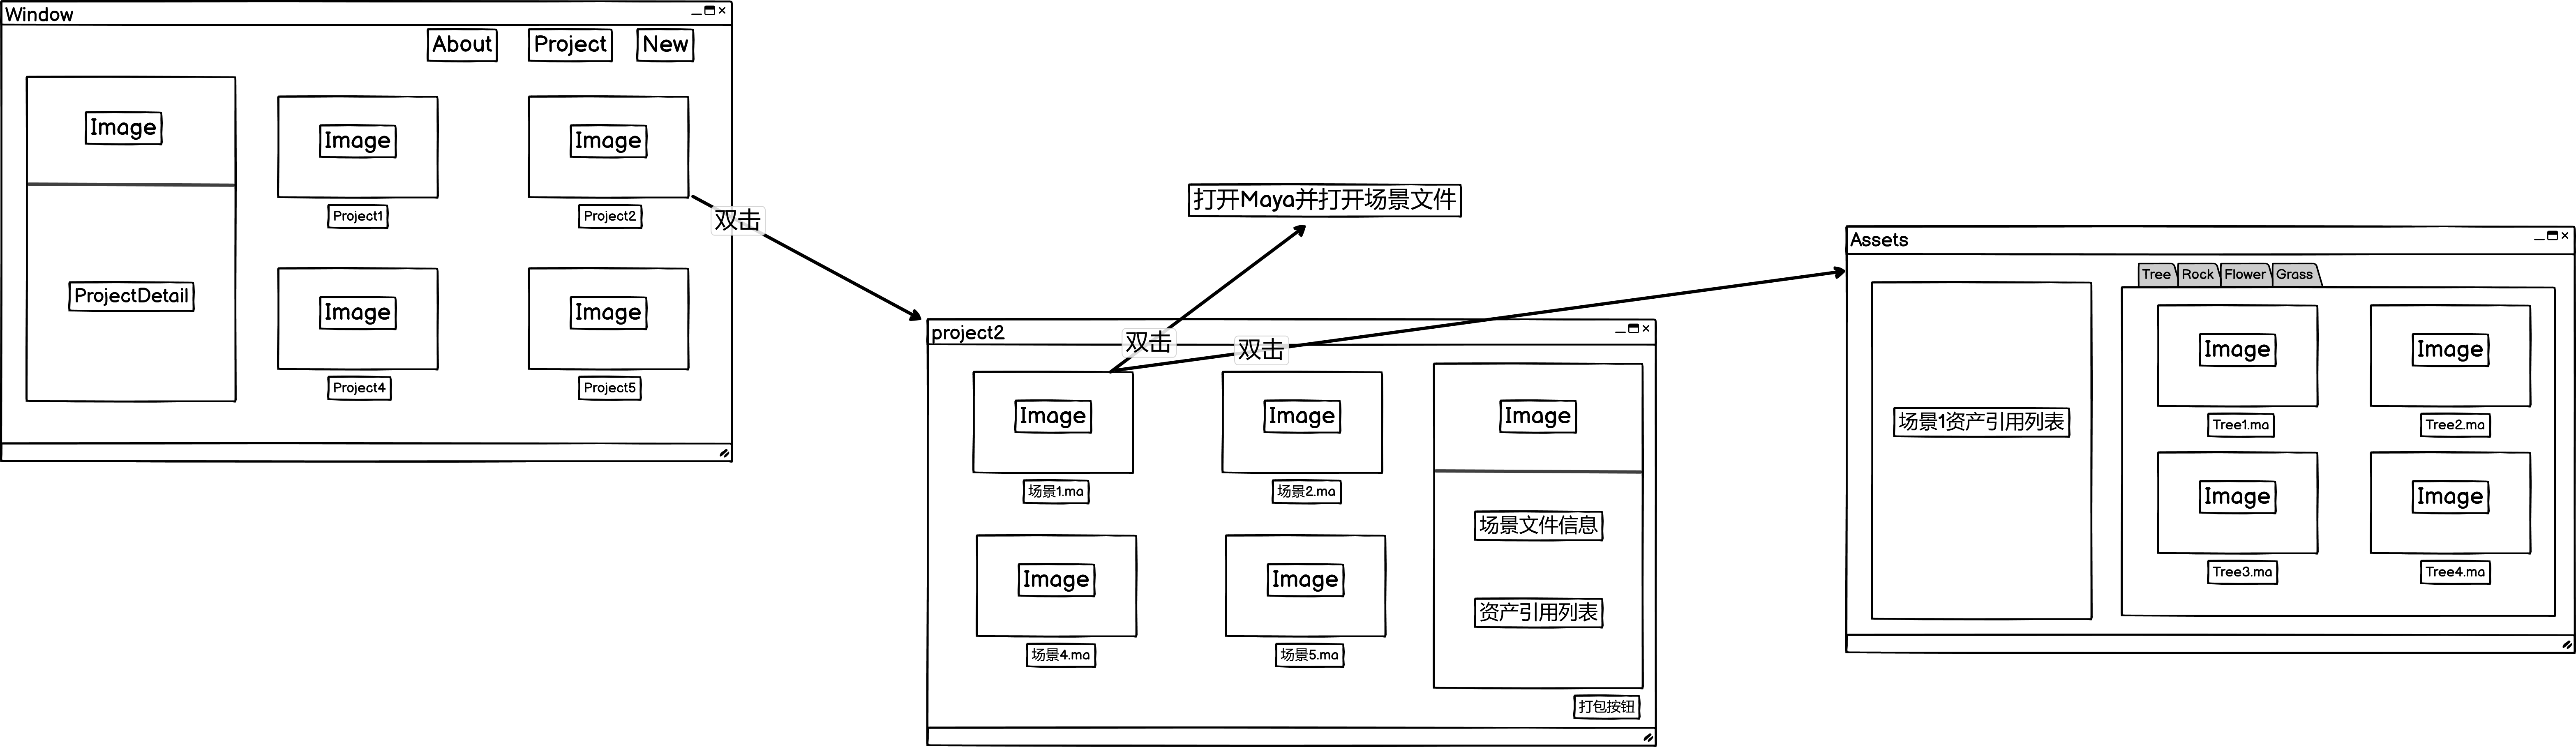 Window
About
Project
New
Image
Image
Image
Project1
Project2
ProjectDetail
Image
Image
Project4
Project5
双击
打开Maya并打开场景文件
双击
双击
project2
Image
Image
Image
场景1.ma
场景2.ma
场景文件信息
Image
Image
资产引用列表
场景4.ma
场景5.ma
打包按钮
Assets
Tree
Rock
Flower
Grass
场景1资产引用列表
Image
Image
Tree1.ma
Tree2.ma
Image
Image
Tree3.ma
Tree4.ma